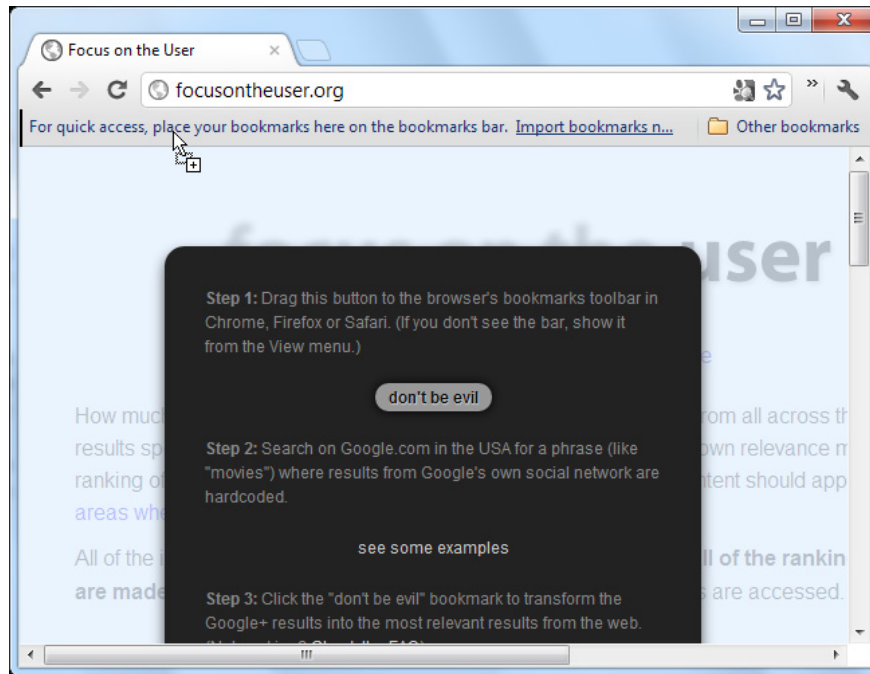 Focus on the User
focusontheuser.org
For quick access, place your bookmarks here on the bookmarks bar. Import bookmarks n...
Other bookmarks
focus on the user
Step 1: Drag this button to the browser's bookmarks toolbar in
Chrome, Firefox or Safari. (If you don't see the bar, show it
from the View menu.)
don't be evil
How much
from all across th
results sp
own relevance m
Step 2: Search on Google.com in the USA for a phrase (like
"movies") where results from Google's own social network are
hardcoded.
ranking of
tent should app
areas whe
see some examples
All of the
ll of the rankin
are made
are accessed.
Step 3: Click the "don't be evil" bookmark to transform the
Google+ results into the most relevant results from the web.